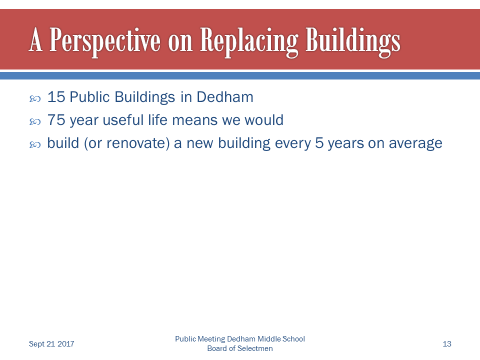 A Perspective on Replacing Buildings
15 Public Buildings in Dedham
75 year useful life means we would
build (or renovate) a new building every 5 years on average
Sept 21 2017
Public Meeting Dedham Middle School
Board of Selectmen
13